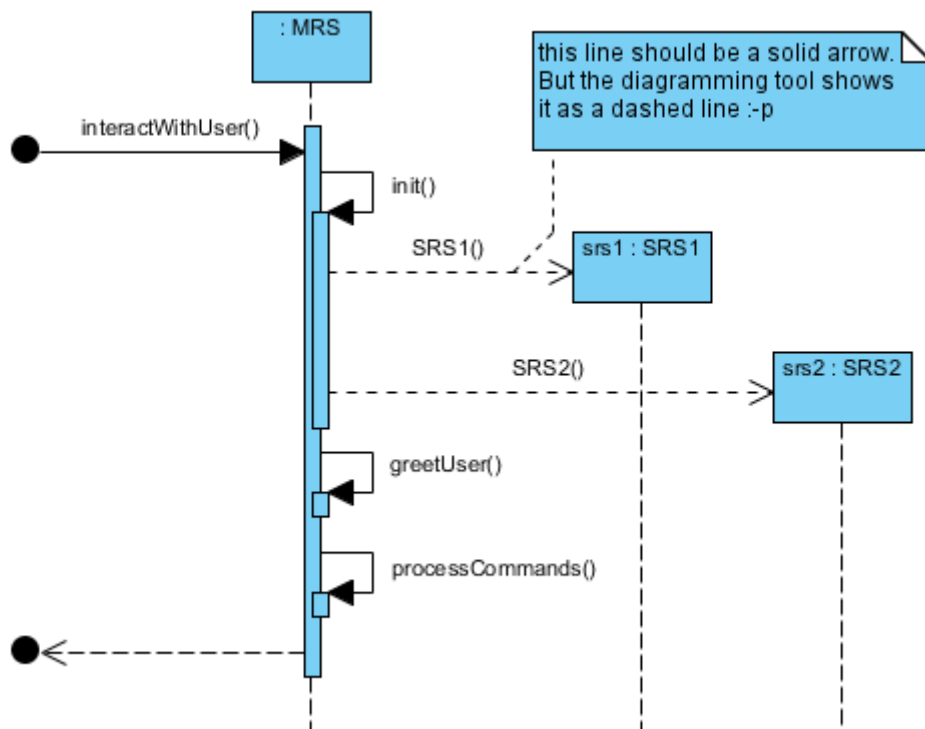 : MRS
this line should be a solid arrow.
But the diagramming tool shows
it as a dashed line :-p
interactWithUser()
init()
SRS1()
srs1 : SRS1
SRS2()
srs2 : SRS2
greetUser()
processCommands()